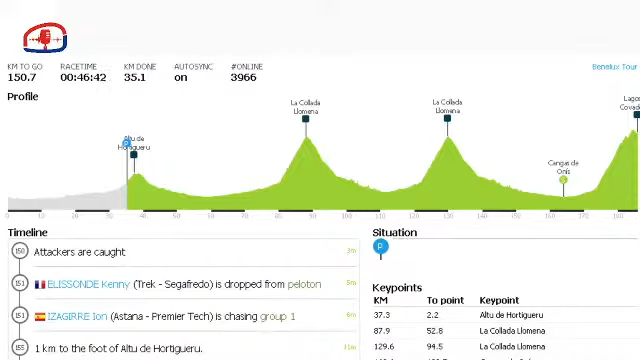 KM TO GO RACETIME KM DONE AUTOSYNC #ONLINE
150.7 00:46:42 35.1 on 3966
Benelux Tour
Profile
La Collada
Llomena
La Collada
Llomena
Lagos
Covado
Altu de
Hortigueru
P
Cangas de
Onís
S
0 10 20 30 40 50 60 70 80 90 100 110 120 130 140 150 160 170 180
Timeline
150 Attackers are caught 3m
151 ELISSONDE Kenny (Trek - Segafredo) is dropped from peloton 5m
151 IZAGIRRE Ion (Astana - Premier Tech) is chasing group 1 6m
155 1 km to the foot of Altu de Hortigueru. 11m
Situation
P
Keypoints
KM To point Keypoint
37.3 2.2 Altu de Hortigueru
87.9 52.8 La Collada Llomena
129.6 94.5 La Collada Llomena